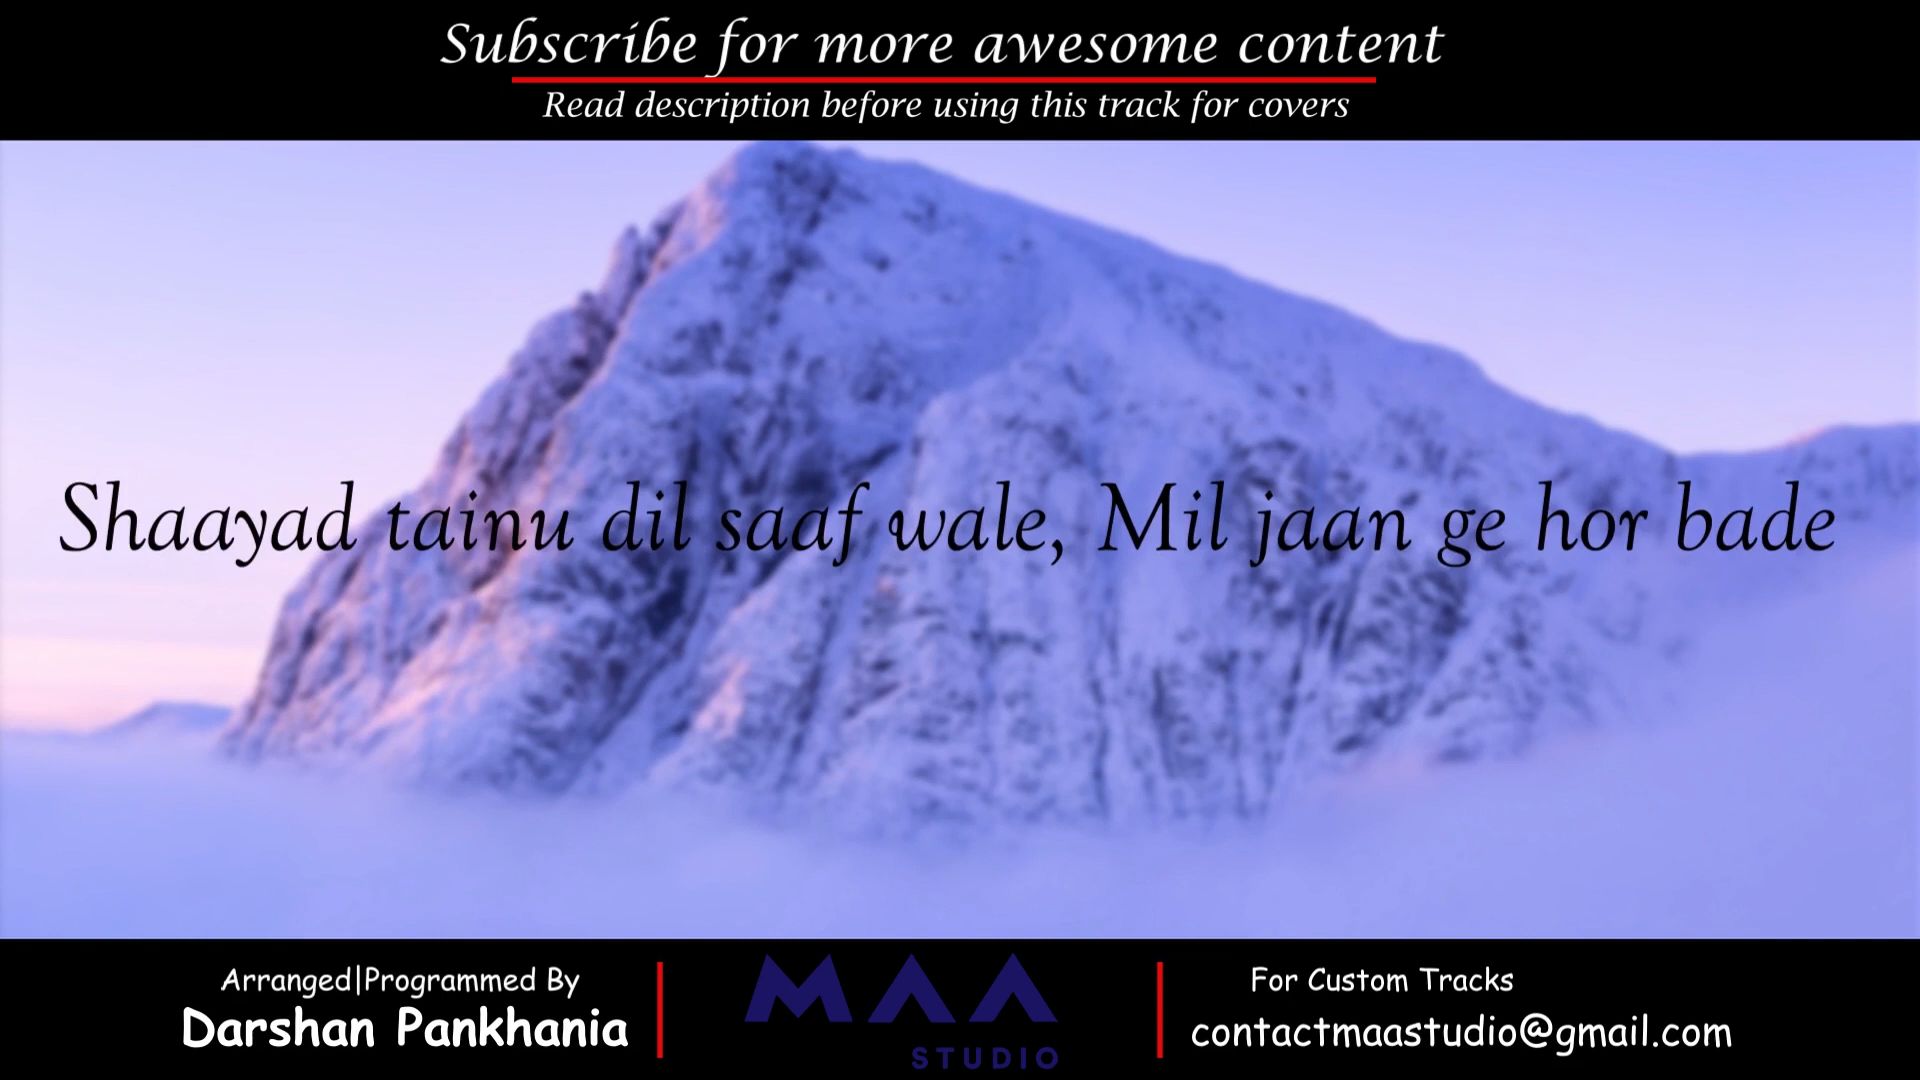 Subscribe for more awesome content
Read description before using this track for covers
Shaayad tainu dil saaf wale, Mil jaan ge hor bade
Arranged|Programmed By
Darshan Pankhania
MAA
STUDIO
For Custom Tracks
contactmaastudio@gmail.com